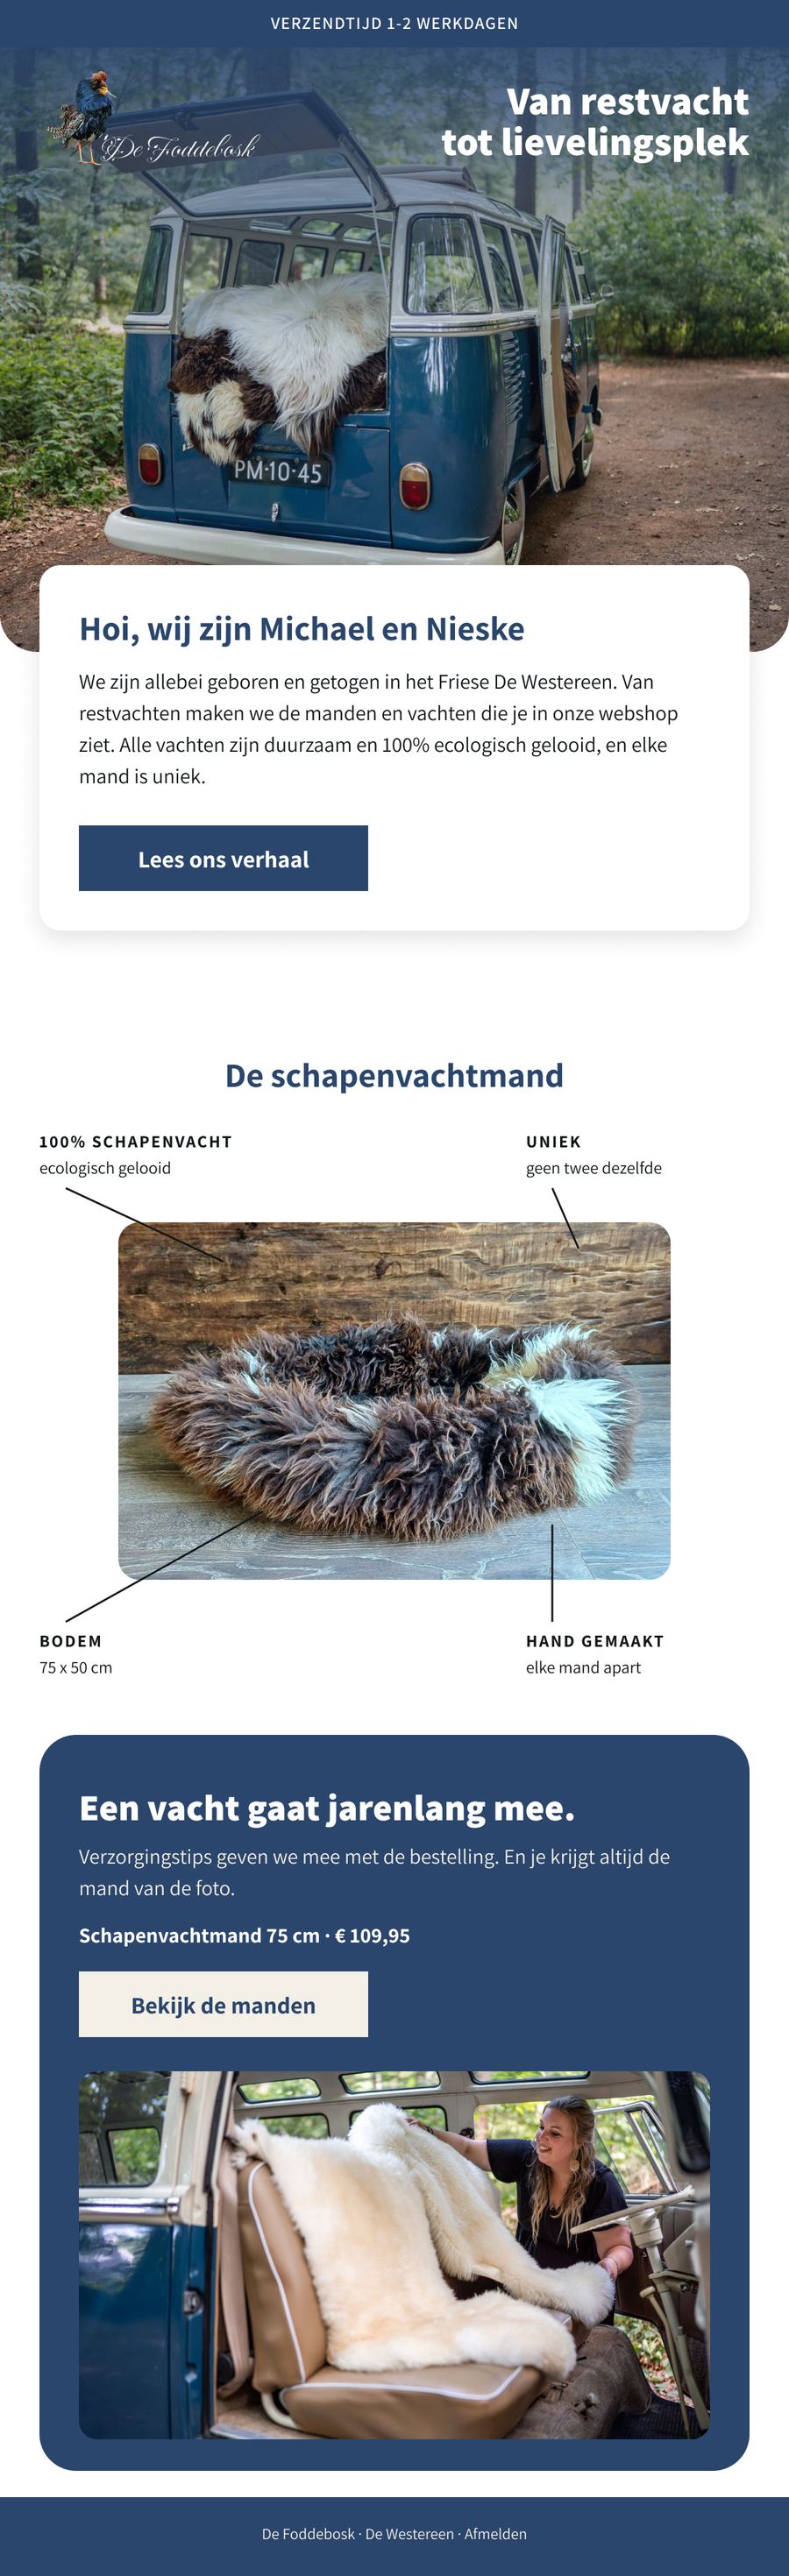 VERZENDTIJD 1-2 WERKDAGEN
De Foddebosk
Van restvacht
tot lievelingsplek
PM-10-45
Hoi, wij zijn Michael en Nieske
We zijn allebei geboren en getogen in het Friese De Westereen. Van
restvachten maken we de manden en vachten die je in onze webshop
ziet. Alle vachten zijn duurzaam en 100% ecologisch gelooid, en elke
mand is uniek.
Lees ons verhaal
De schapenvachtmand
100% SCHAPENVACHT
ecologisch gelooid
UNIEK
geen twee dezelfde
BODEM
75 x 50 cm
HAND GEMAAKT
elke mand apart
Een vacht gaat jarenlang mee.
Verzorgingstips geven we mee met de bestelling. En je krijgt altijd de
mand van de foto.
Schapenvachtmand 75 cm · € 109,95
Bekijk de manden
De Foddebosk · De Westereen · Afmelden